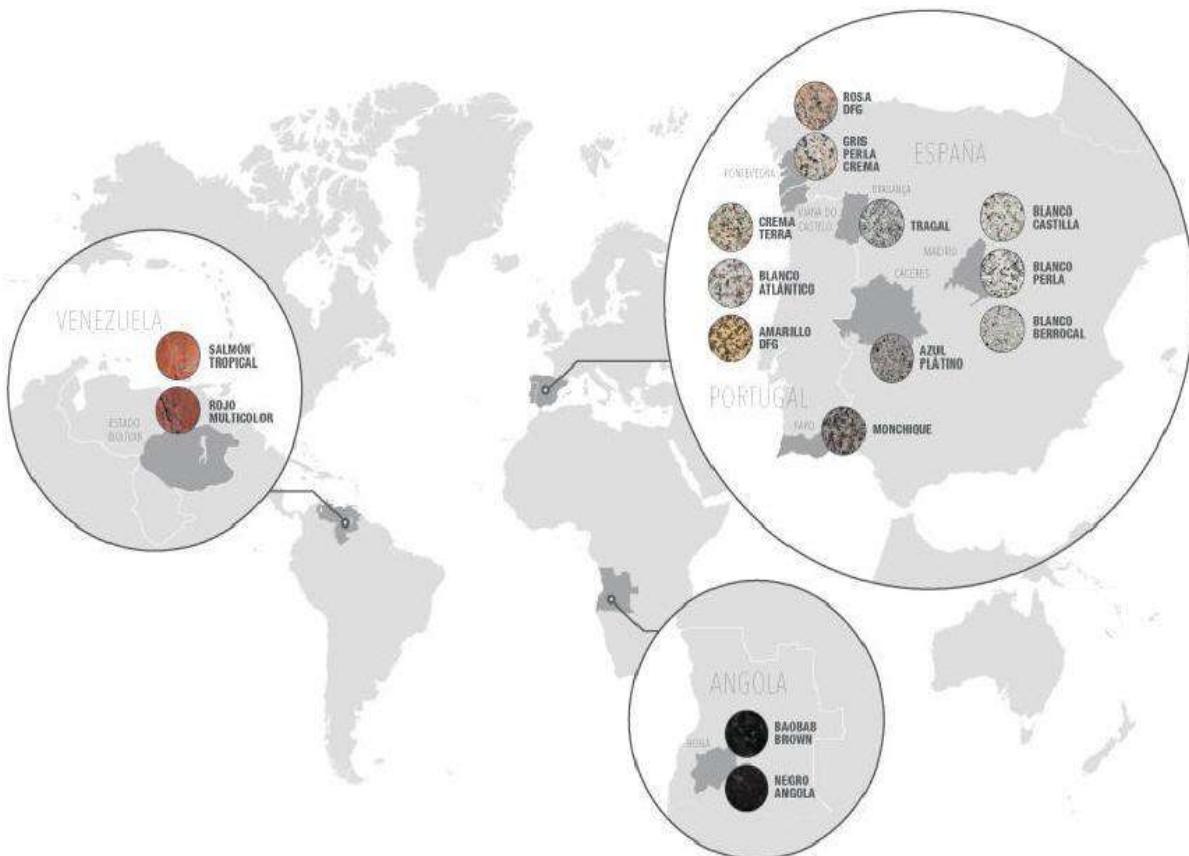 VENEZUELA
SALMÓN
TROPICAL
ROJO
MULTICOLOR
ESTADO
BOLIVAR
ROSA
DFG
GRIS
PERLA
CREMA
ESPAÑA
PONTEVEDRA
BRAGANÇA
VIANA DO
CASTELO
CREMA
TERRA
TRAGAL
BLANCO
CASTILLA
MADRID
BLANCO
ATLÁNTICO
CÁCERES
BLANCO
PERLA
AMARILLO
DFG
BLANCO
BERROCAL
AZUL
PLATINO
PORTUGAL
FARO
MONCHIQUE
ANGOLA
BAOBAB
BROWN
NEGRO
ANGOLA